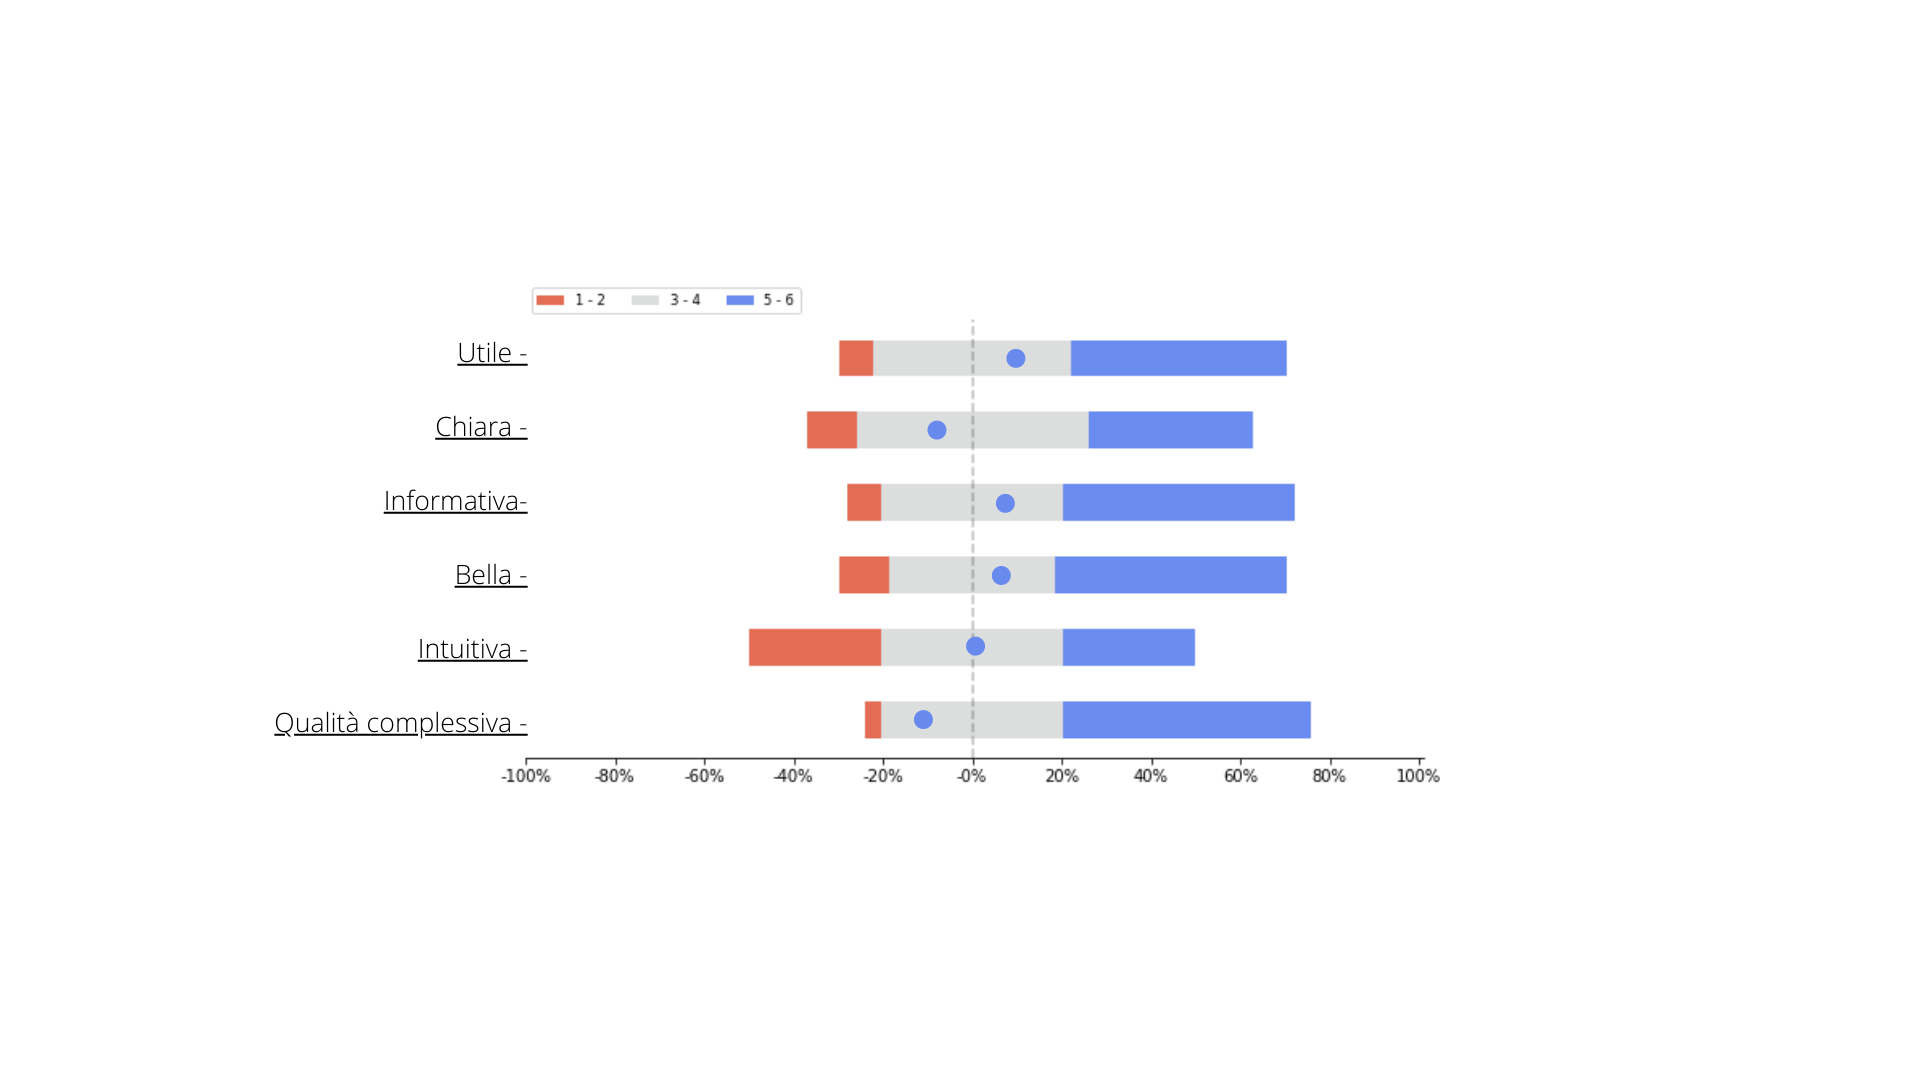 1 - 2 3 - 4 5 - 6
Utile -
Chiara -
Informativa-
Bella -
Intuitiva -
Qualità complessiva -
-100% -80% -60% -40% -20% -0% 20% 40% 60% 80% 100%